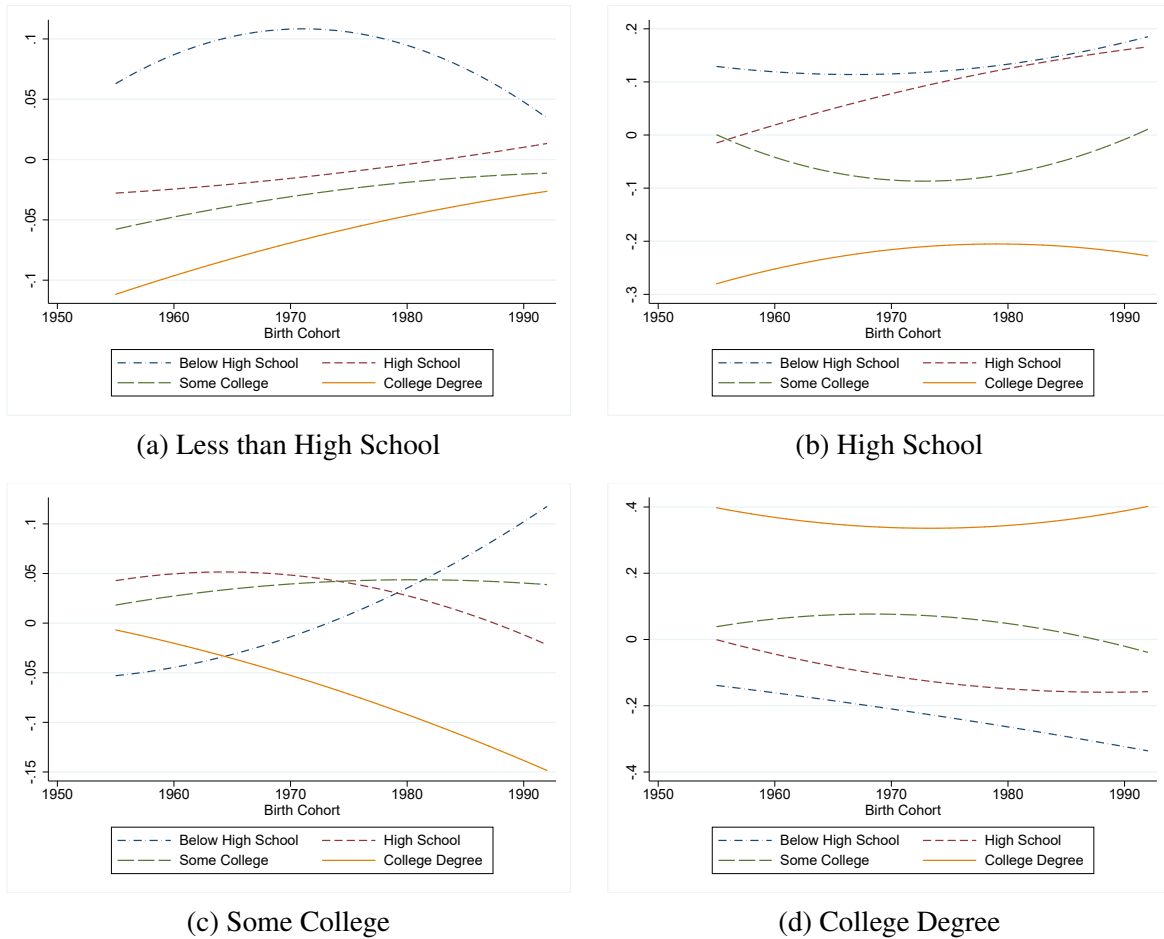 .1
.05
0
-.05
-.1
1950 1960 1970 1980 1990
Birth Cohort
Below High School High School
Some College College Degree
(a) Less than High School
.2
.1
0
-.1
-.2
-.3
1950 1960 1970 1980 1990
Birth Cohort
Below High School High School
Some College College Degree
(b) High School
.1
.05
0
-.05
-.1
-.15
1950 1960 1970 1980 1990
Birth Cohort
Below High School High School
Some College College Degree
(c) Some College
.4
.2
0
-.2
-.4
1950 1960 1970 1980 1990
Birth Cohort
Below High School High School
Some College College Degree
(d) College Degree